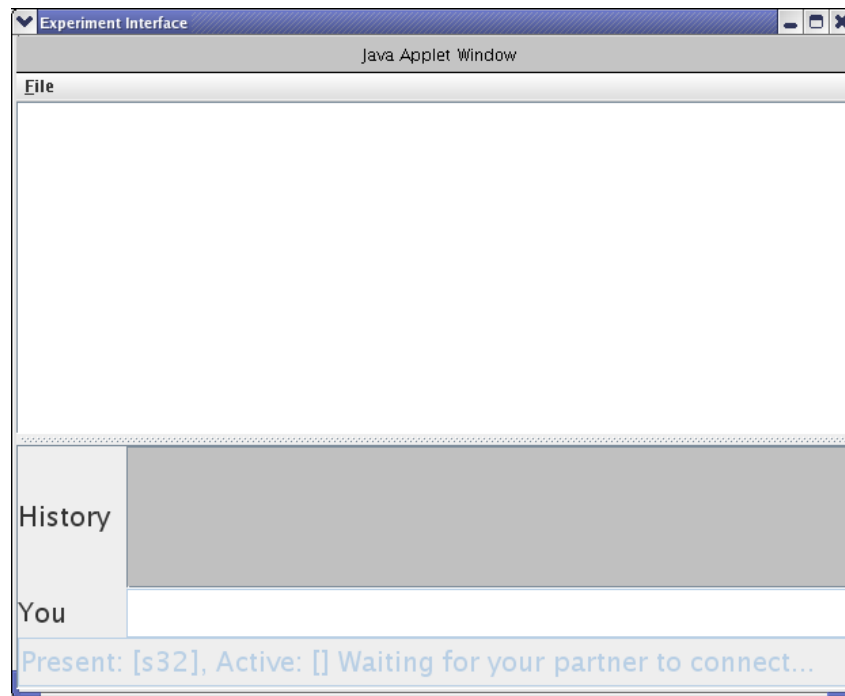 Experiment Interface
Java Applet Window
File
History
You
Present: [s32], Active: [] Waiting for your partner to connect...